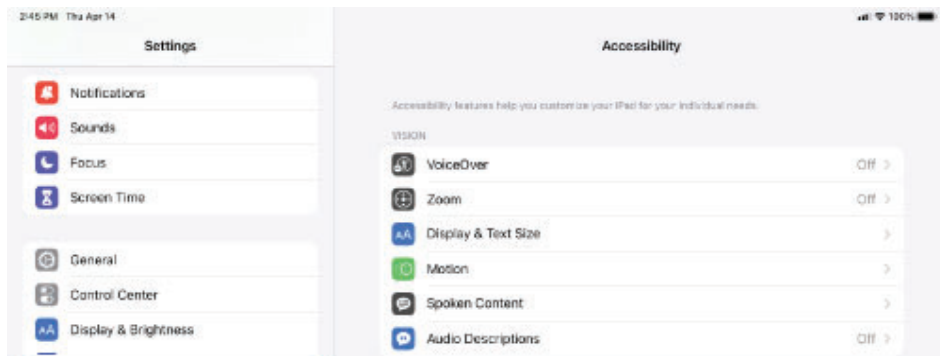 2:45 PM Thu Apr 14
100%
Settings
Notifications
Sounds
Focus
Screen Time
General
Control Center
Display & Brightness
Accessibility
Accessibility features help you customize your iPad for your individual needs.
VISION
VoiceOver Off
Zoom Off
Display & Text Size
Motion
Spoken Content
Audio Descriptions Off